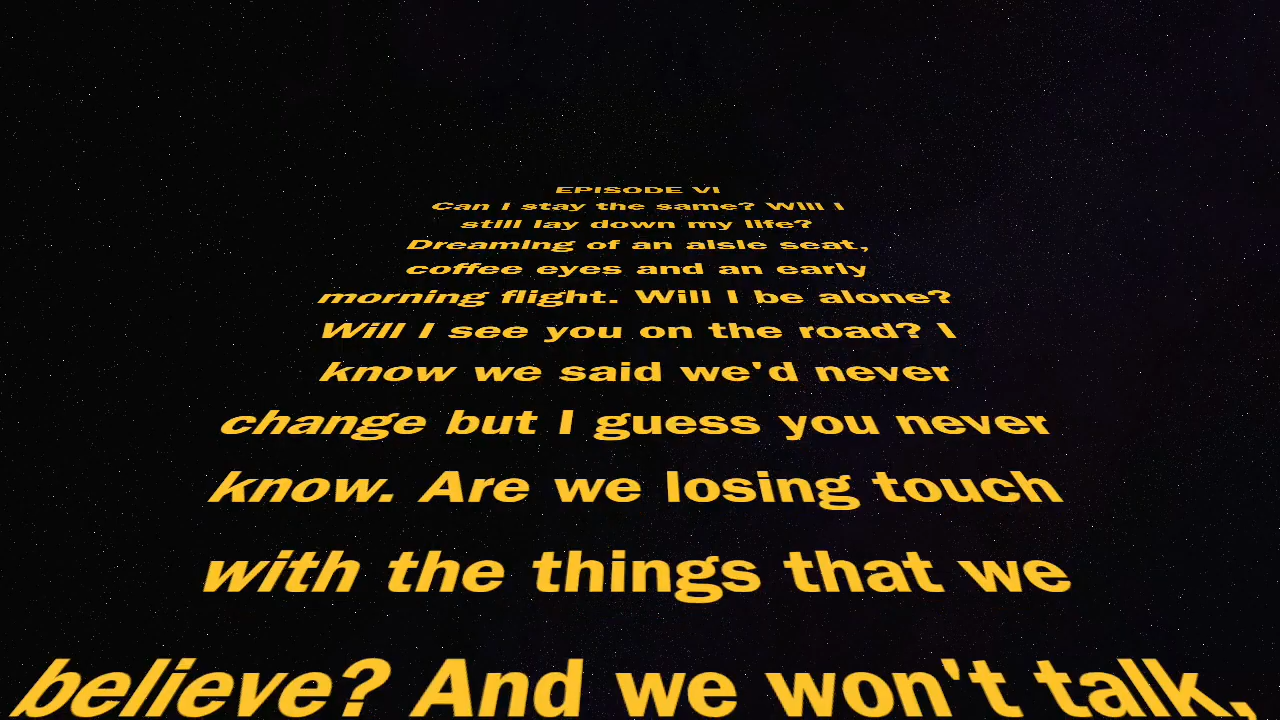 EPISODE VI
Can I stay the same? Will I
still lay down my life?
Dreaming of an aisle seat,
coffee eyes and an early
morning flight. Will I be alone?
Will I see you on the road? I
know we said we'd never
change but I guess you never
know. Are we losing touch
with the things that we
believe? And we won't talk,